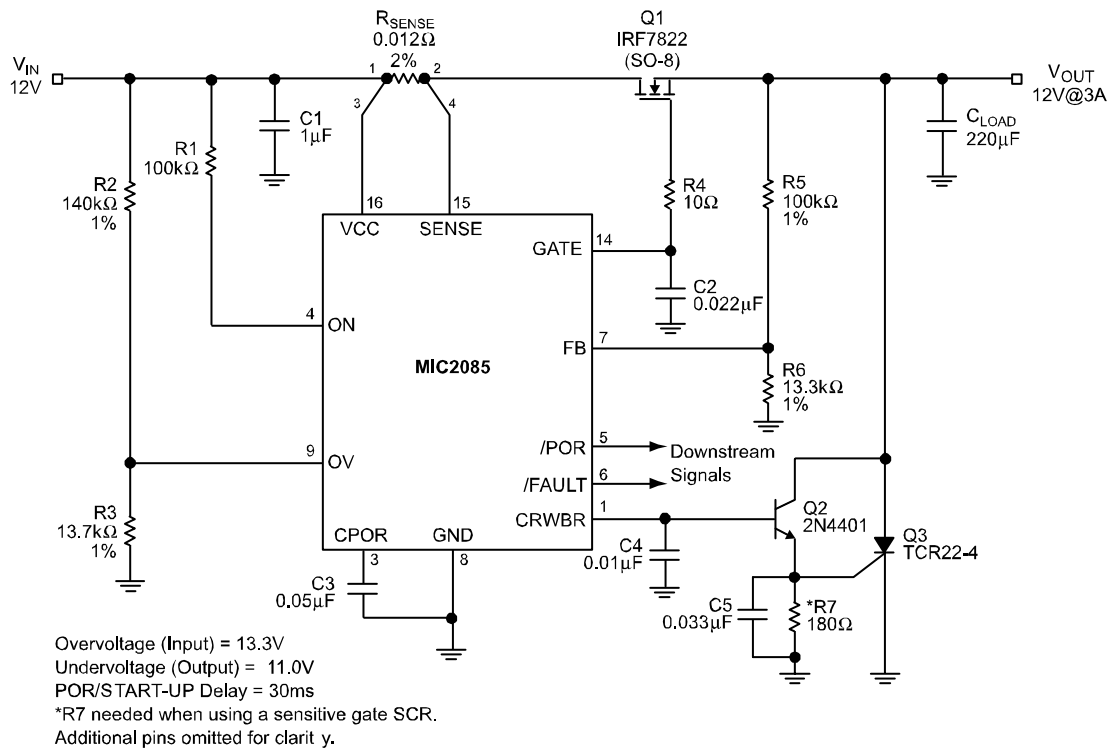 RSENSE
0.012Ω
2%
Q1
IRF7822
(SO-8)
VIN
12V
1
2
3
4
VOUT
12V@3A
C1
1µF
CLOAD
220µF
R1
100kΩ
R2
140kΩ
1%
R4
10Ω
R5
100kΩ
1%
16
15
VCC
SENSE
GATE
14
C2
0.022µF
4
ON
FB
7
MIC2085
R6
13.3kΩ
1%
9
OV
/POR
5
Downstream
Signals
/FAULT
6
CRWBR
1
Q2
2N4401
R3
13.7kΩ
1%
CPOR
GND
3
8
C4
0.01µF
Q3
TCR22-4
C3
0.05µF
C5
0.033µF
*R7
180Ω
Overvoltage (Input) = 13.3V
Undervoltage (Output) = 11.0V
POR/START-UP Delay = 30ms
*R7 needed when using a sensitive gate SCR.
Additional pins omitted for clarit y.